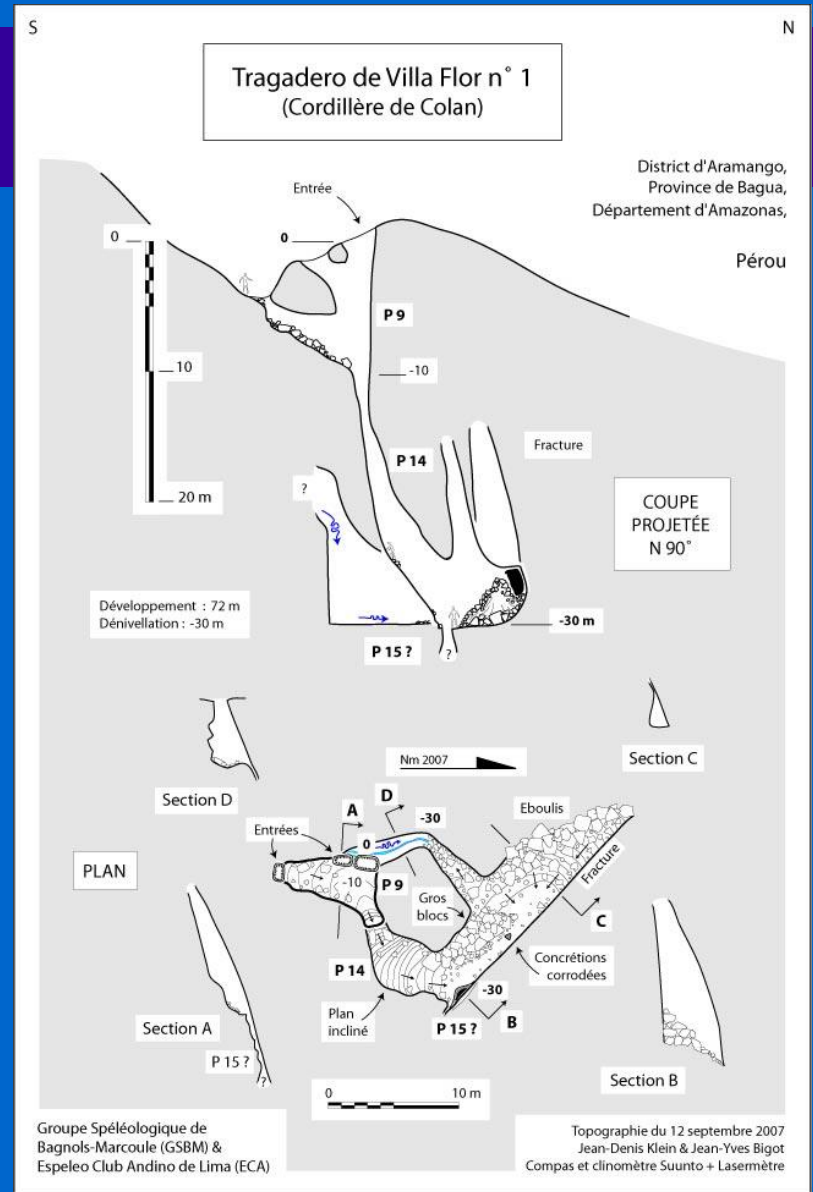 S
N
Tragadero de Villa Flor n° 1
(Cordillère de Colan)
District d'Aramango,
Province de Bagua,
Département d'Amazonas,
Pérou
Entrée
0
0
P 9
10
-10
Fracture
P 14
20 m
?
COUPE
PROJETÉE
N 90°
Développement : 72 m
Dénivellation : -30 m
-30 m
P 15 ?
?
Section D
Nm 2007
Section C
A
D
-30
Eboulis
Entrées
0
PLAN
-10
P 9
Fracture
Gros
blocs
C
P 14
Concrétions
corrodées
-30
Plan
incliné
P 15 ?
B
Section A
P 15 ?
?
Section B
0
10 m
Groupe Spéléologique de
Bagnols-Marcoule (GSBM) &
Espeleo Club Andino de Lima (ECA)
Topographie du 12 septembre 2007
Jean-Denis Klein & Jean-Yves Bigot
Compas et clinomètre Suunto + Lasermètre